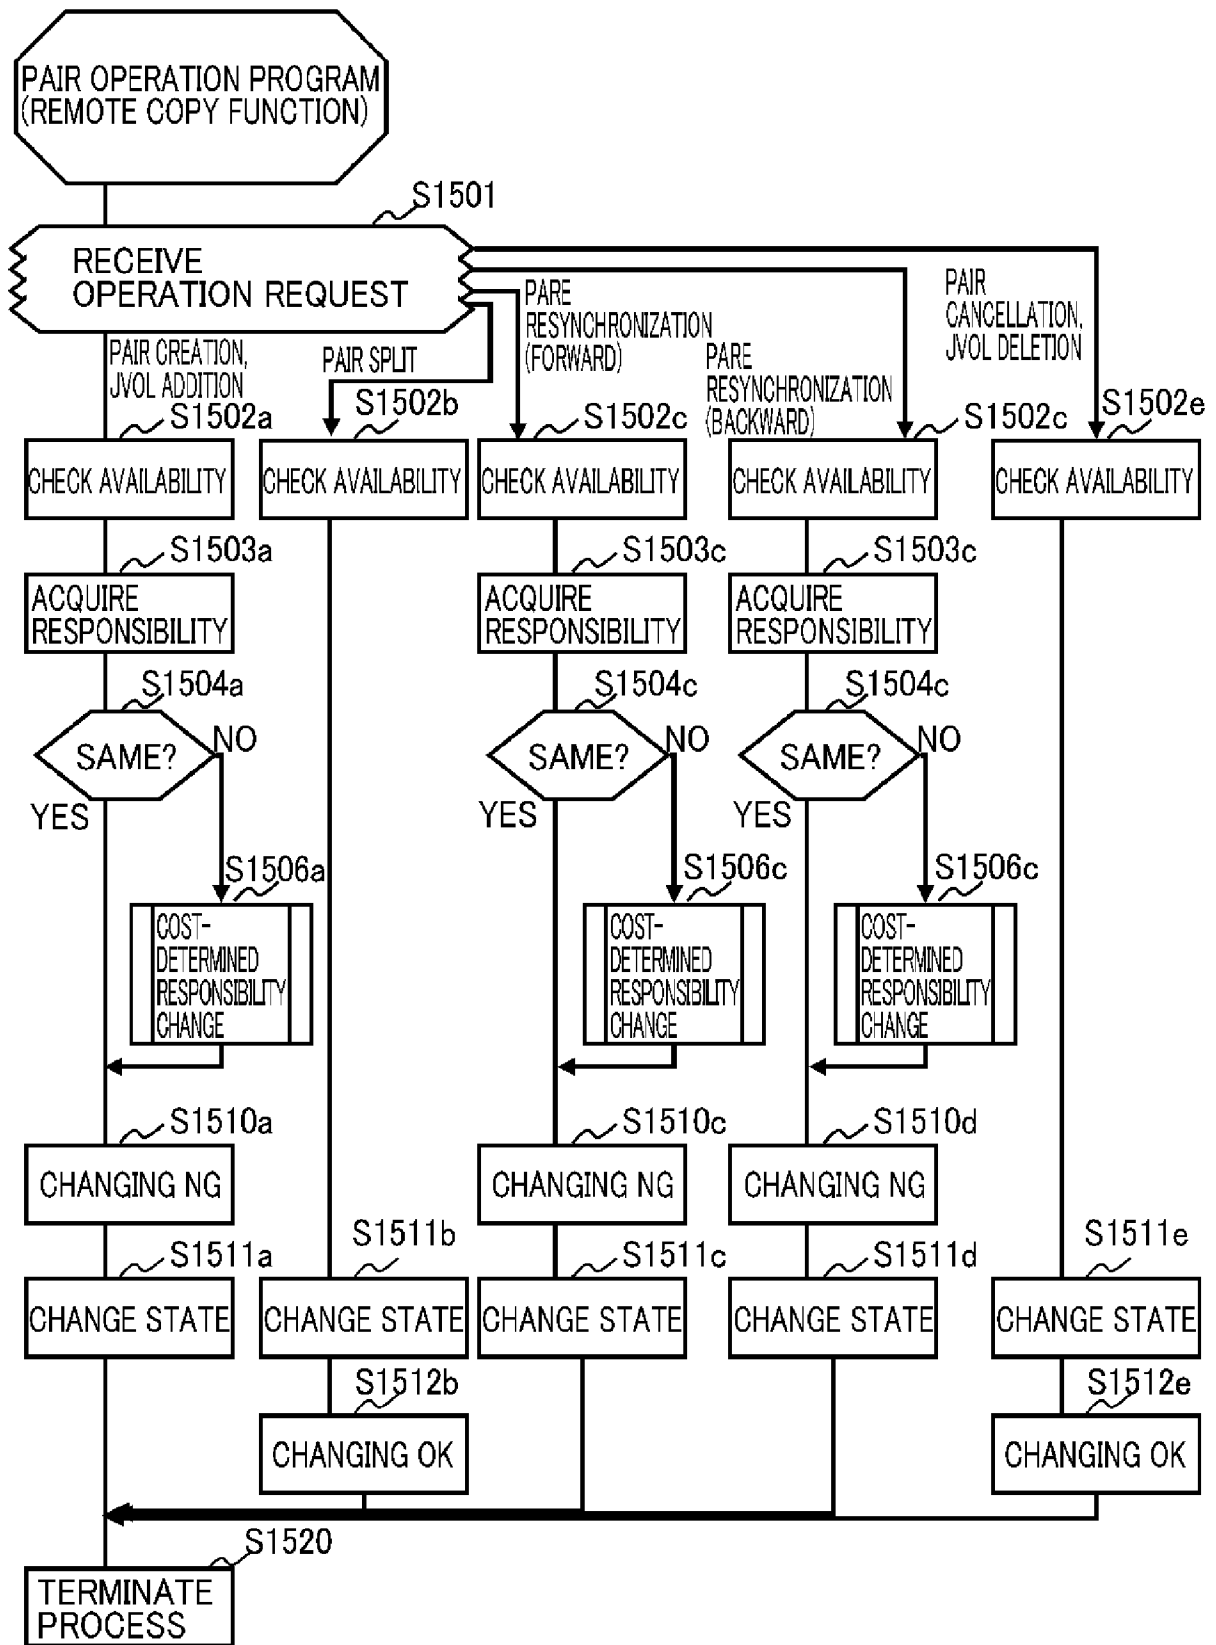 PAIR OPERATION PROGRAM
(REMOTE COPY FUNCTION)
S1501
RECEIVE
OPERATION REQUEST
PAIR CREATION,
JVOL ADDITION
PAIR SPLIT
PARE
RESYNCHRONIZATION
(FORWARD)
PARE
RESYNCHRONIZATION
(BACKWARD)
PAIR
CANCELLATION,
JVOL DELETION
S1502a
S1502b
S1502c
S1502c
S1502e
CHECK AVAILABILITY
CHECK AVAILABILITY
CHECK AVAILABILITY
CHECK AVAILABILITY
CHECK AVAILABILITY
S1503a
S1503c
S1503c
ACQUIRE
RESPONSIBILITY
ACQUIRE
RESPONSIBILITY
ACQUIRE
RESPONSIBILITY
S1504a
S1504c
S1504c
SAME?
NO
YES
SAME?
NO
YES
SAME?
NO
YES
S1506a
S1506c
S1506c
COST-
DETERMINED
RESPONSIBILITY
CHANGE
COST-
DETERMINED
RESPONSIBILITY
CHANGE
COST-
DETERMINED
RESPONSIBILITY
CHANGE
S1510a
S1510c
S1510d
CHANGING NG
CHANGING NG
CHANGING NG
S1511a
S1511b
S1511c
S1511d
S1511e
CHANGE STATE
CHANGE STATE
CHANGE STATE
CHANGE STATE
CHANGE STATE
S1512b
S1512e
CHANGING OK
CHANGING OK
S1520
TERMINATE
PROCESS